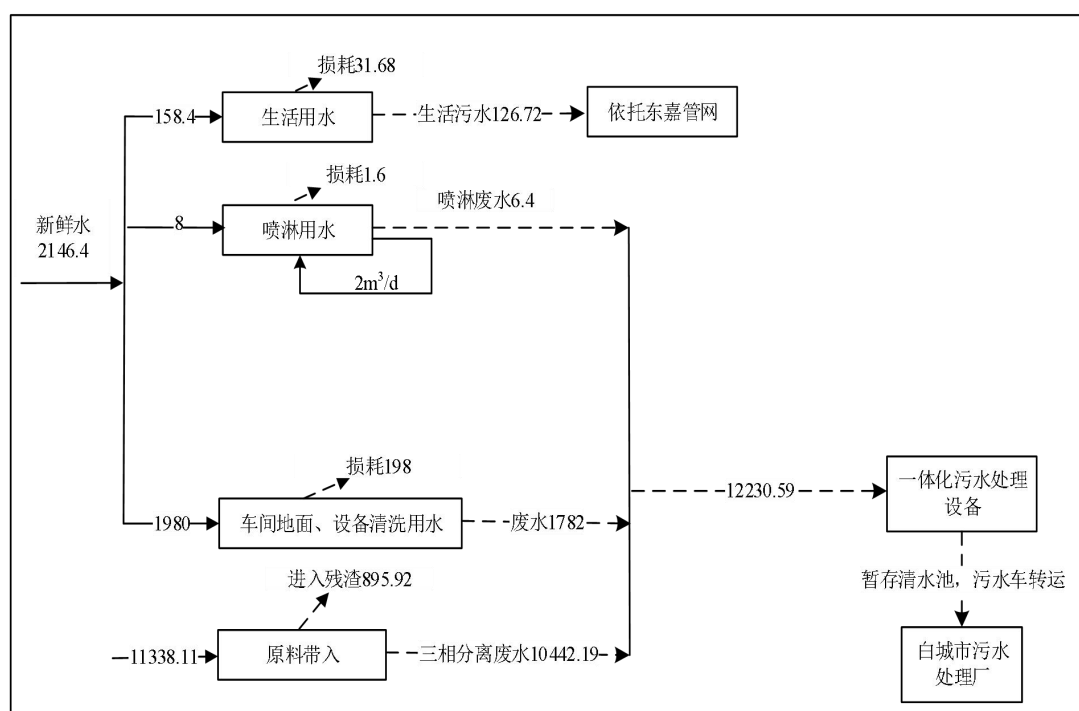 损耗31.68
158.4
生活用水
生活污水126.72
依托东嘉管网
损耗1.6
喷淋废水6.4
新鲜水
2146.4
8
喷淋用水
2m³/d
损耗198
12230.59
一体化污水处理
设备
1980
车间地面、设备清洗用水
废水1782
进入残渣895.92
暂存清水池，污水车转运
11338.11
原料带入
三相分离废水10442.19
白城市污水
处理厂